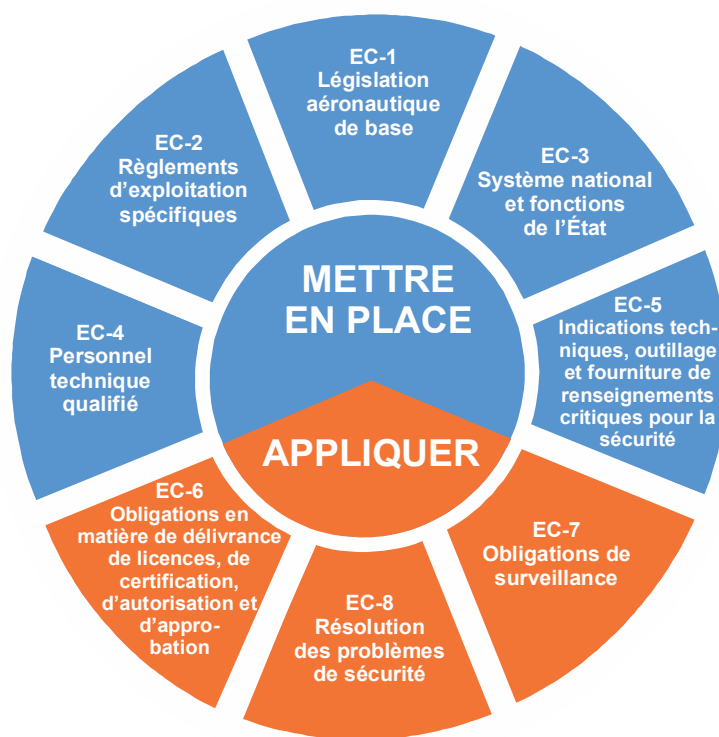 EC-1
Législation
aéronautique
de base
EC-2
Règlements
d’exploitation
spécifiques
EC-3
Système national
et fonctions
de l’État
METTRE
EN PLACE
EC-4
Personnel
technique
qualifié
EC-5
Indications tech-
niques, outillage
et fourniture de
renseignements
critiques pour la
sécurité
APPLIQUER
EC-6
Obligations en
matière de délivrance
de licences, de
certification,
d’autorisation et
d’appro-
bation
EC-7
Obligations de
surveillance
EC-8
Résolution
des problèmes
de sécurité